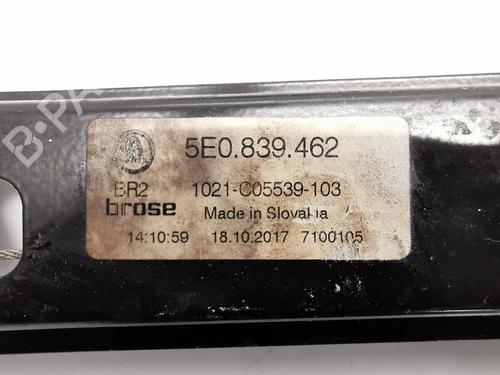 B-PA
5E0.839.462
BR2
1021-C05539-103
brose
Made in Slovakia
14:10:59 18.10.2017 7100105